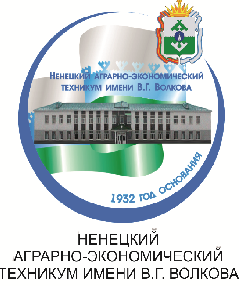 НЕНЕЦКИЙ АГРАРНО-ЭКОНОМИЧЕСКИЙ
ТЕХНИКУМ ИМЕНИ В.Г. ВОЛКОВА
1932 ГОД ОСНОВАНИЯ
НЕНЕЦКИЙ
АГРАРНО-ЭКОНОМИЧЕСКИЙ
ТЕХНИКУМ ИМЕНИ В.Г. ВОЛКОВА